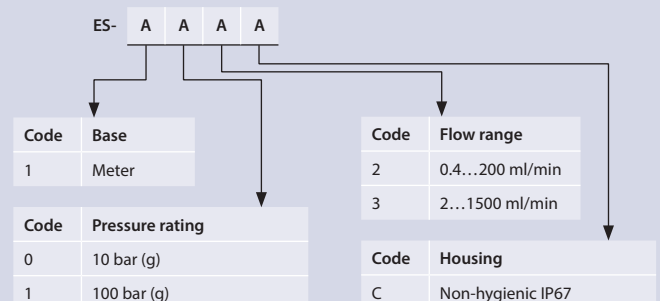 ES- A A A A
Code Base
1 Meter
Code Pressure rating
0 10 bar (g)
1 100 bar (g)
Code Flow range
2 0.4…200 ml/min
3 2…1500 ml/min
Code Housing
C Non-hygienic IP67